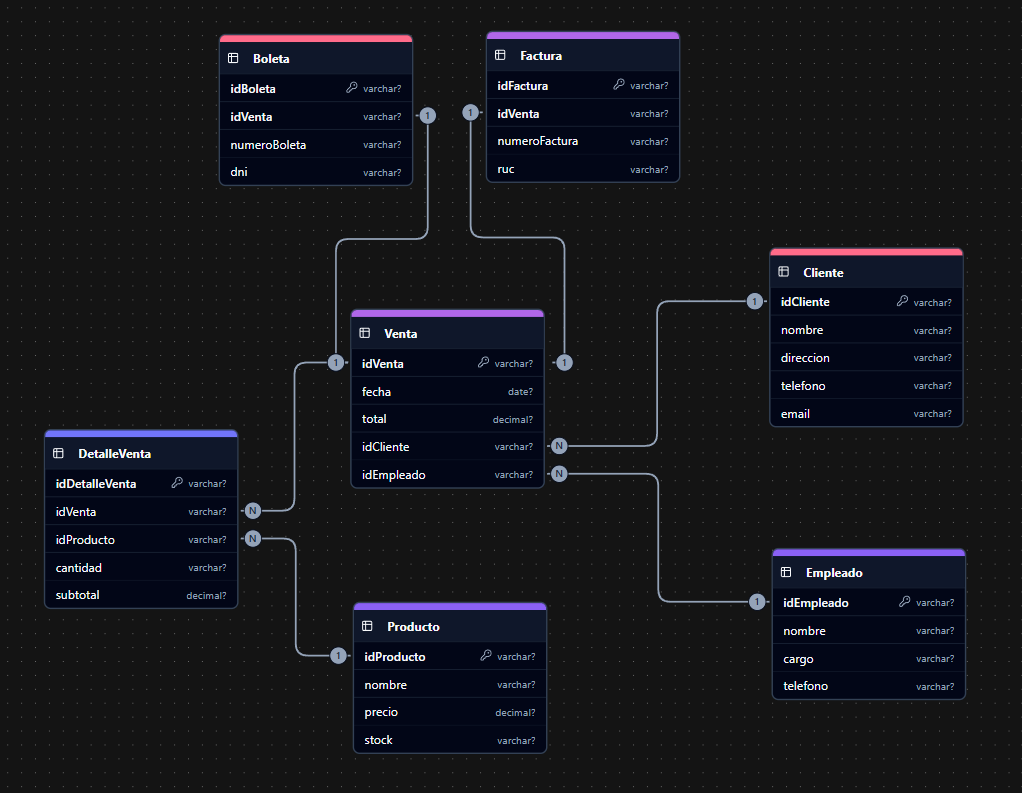 Boleta
idBoleta varchar?
idVenta varchar?
numeroBoleta varchar?
dni varchar?
1
Factura
idFactura varchar?
idVenta varchar?
numeroFactura varchar?
ruc varchar?
1
Cliente
idCliente varchar?
nombre varchar?
direccion varchar?
telefono varchar?
email varchar?
1
Venta
idVenta varchar?
fecha date?
total decimal?
idCliente varchar?
idEmpleado varchar?
1
1
N
N
DetalleVenta
idDetalleVenta varchar?
idVenta varchar?
idProducto varchar?
cantidad varchar?
subtotal decimal?
N
N
Empleado
idEmpleado varchar?
nombre varchar?
cargo varchar?
telefono varchar?
1
Producto
idProducto varchar?
nombre varchar?
precio decimal?
stock varchar?
1